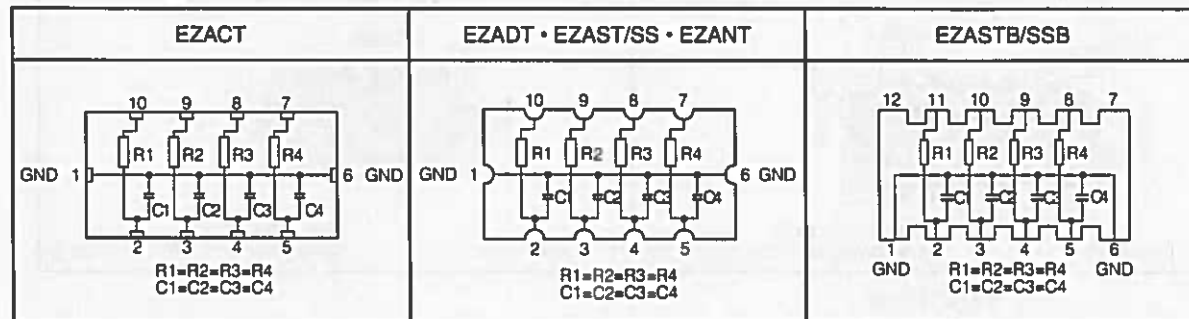 EZACT
EZADT • EZAST/SS • EZANT
EZASTB/SSB
10 9 8 7
R1 R2 R3 R4
GND 1 6 GND
C1 C2 C3 C4
2 3 4 5
R1=R2=R3=R4
C1=C2=C3=C4
10 9 8 7
R1 R2 R3 R4
GND 1 6 GND
C1 C2 C3 C4
2 3 4 5
R1=R2=R3=R4
C1=C2=C3=C4
12 11 10 9 8 7
R1 R2 R3 R4
C1 C2 C3 C4
1 2 3 4 5 6
GND GND
R1=R2=R3=R4
C1=C2=C3=C4